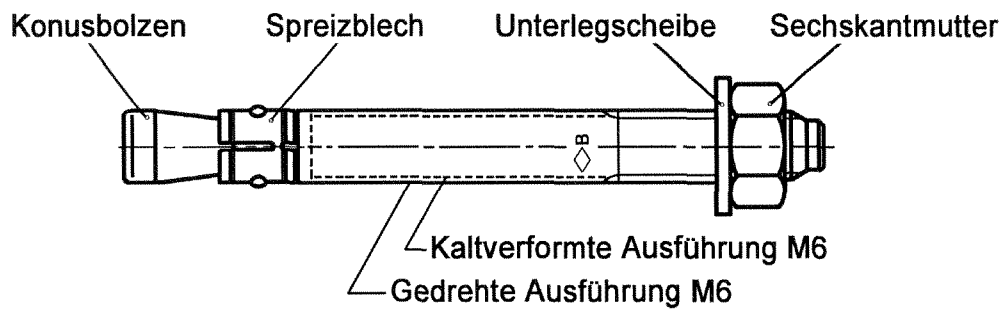 Konusbolzen Spreizblech Unterlegscheibe Sechskantmutter
B
Kaltverformte Ausführung M6
Gedrehte Ausführung M6